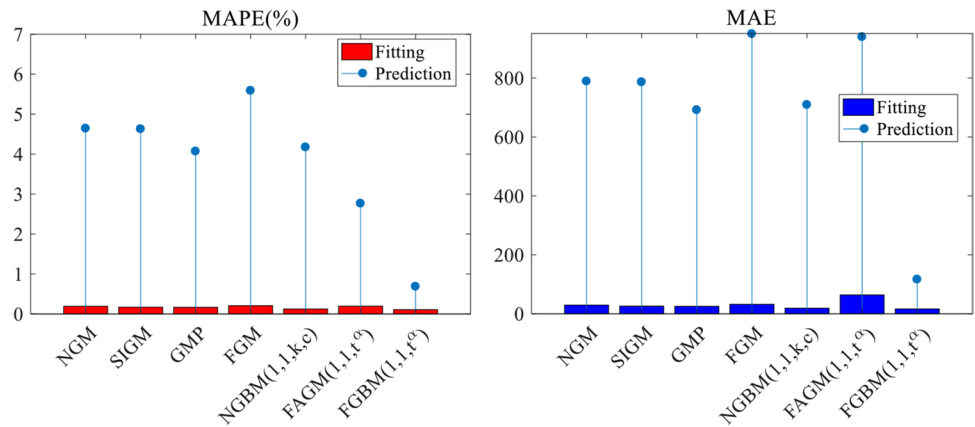 MAPE(%)
7
6
5
4
3
2
1
0
Fitting
Prediction
NGM
SIGM
GMP
FGM
NGBM(1,1,k,c)
FAGM(1,1,t^α)
FGBM(1,1,t^α)
MAE
800
600
400
200
0
Fitting
Prediction
NGM
SIGM
GMP
FGM
NGBM(1,1,k,c)
FAGM(1,1,t^α)
FGBM(1,1,t^α)